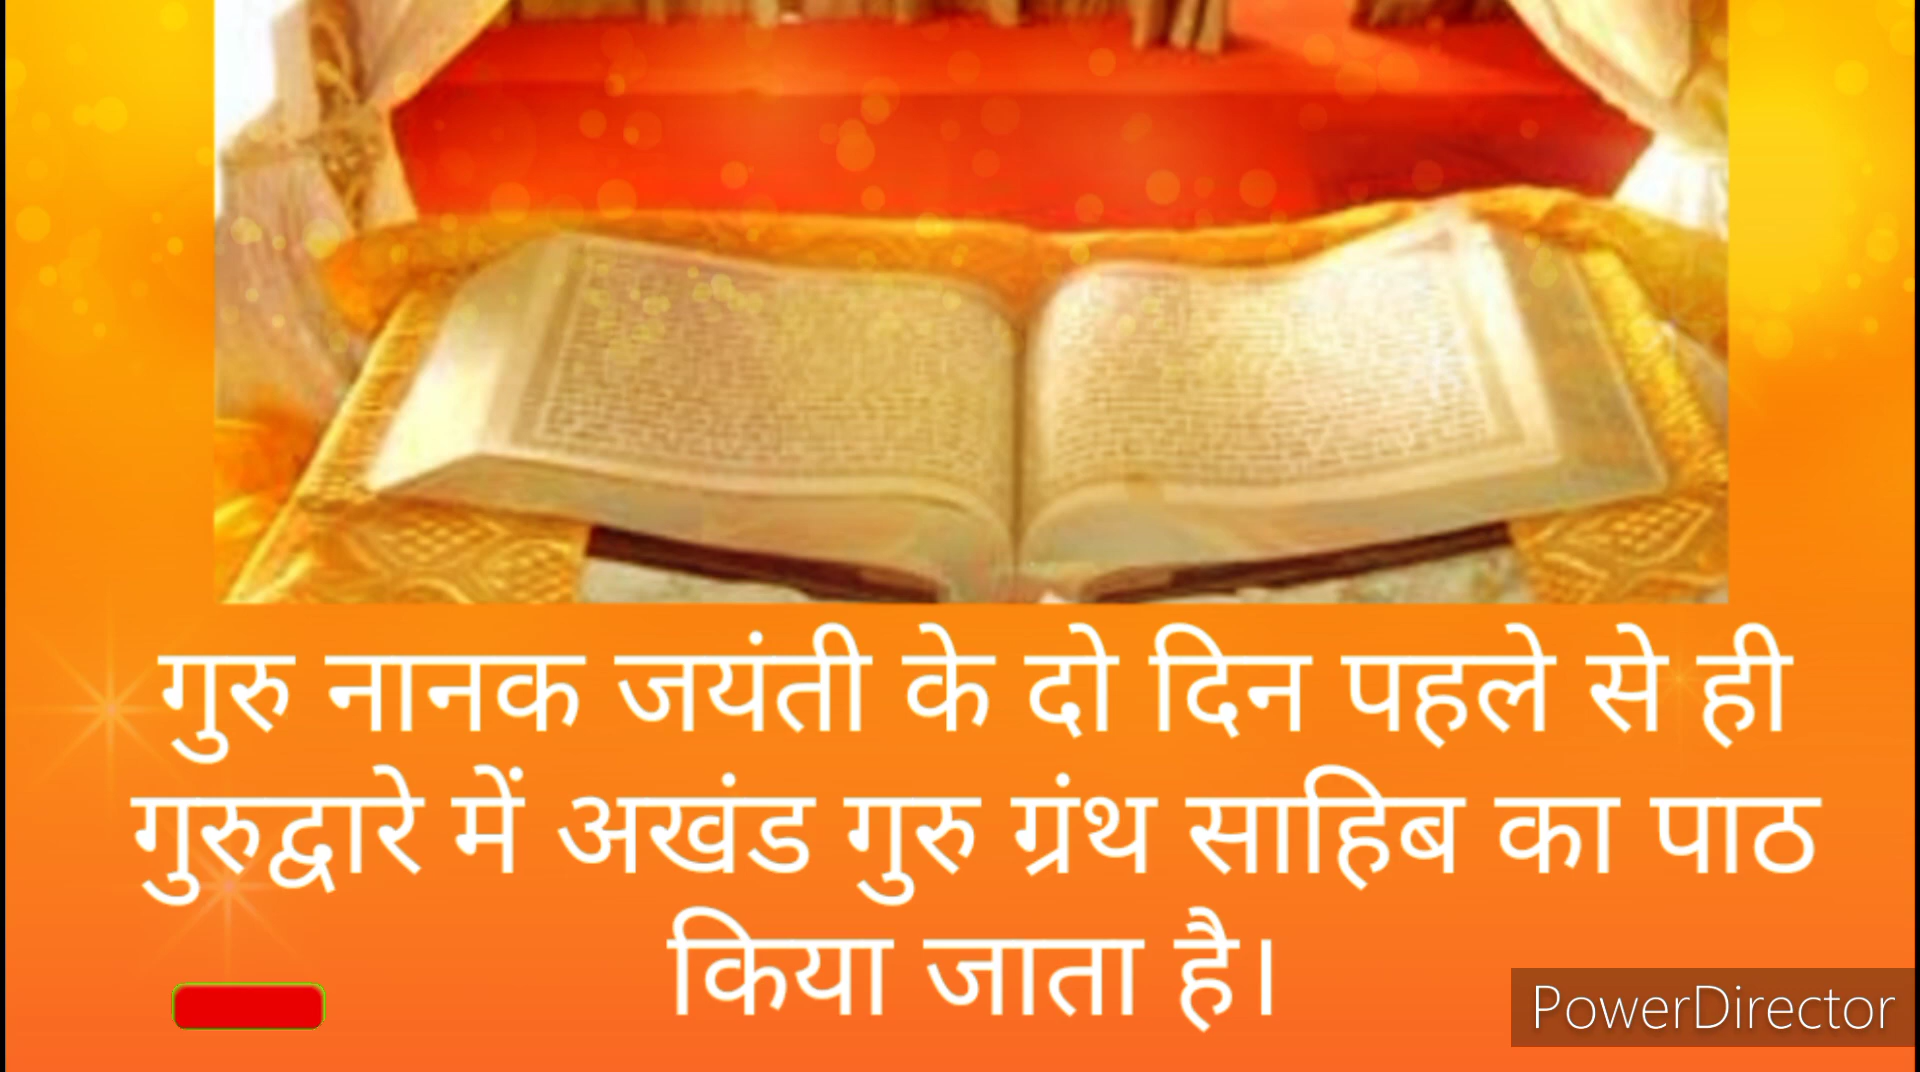 गुरु नानक जयंती के दो दिन पहले से ही
गुरुद्वारे में अखंड गुरु ग्रंथ साहिब का पाठ
किया जाता है।
PowerDirector